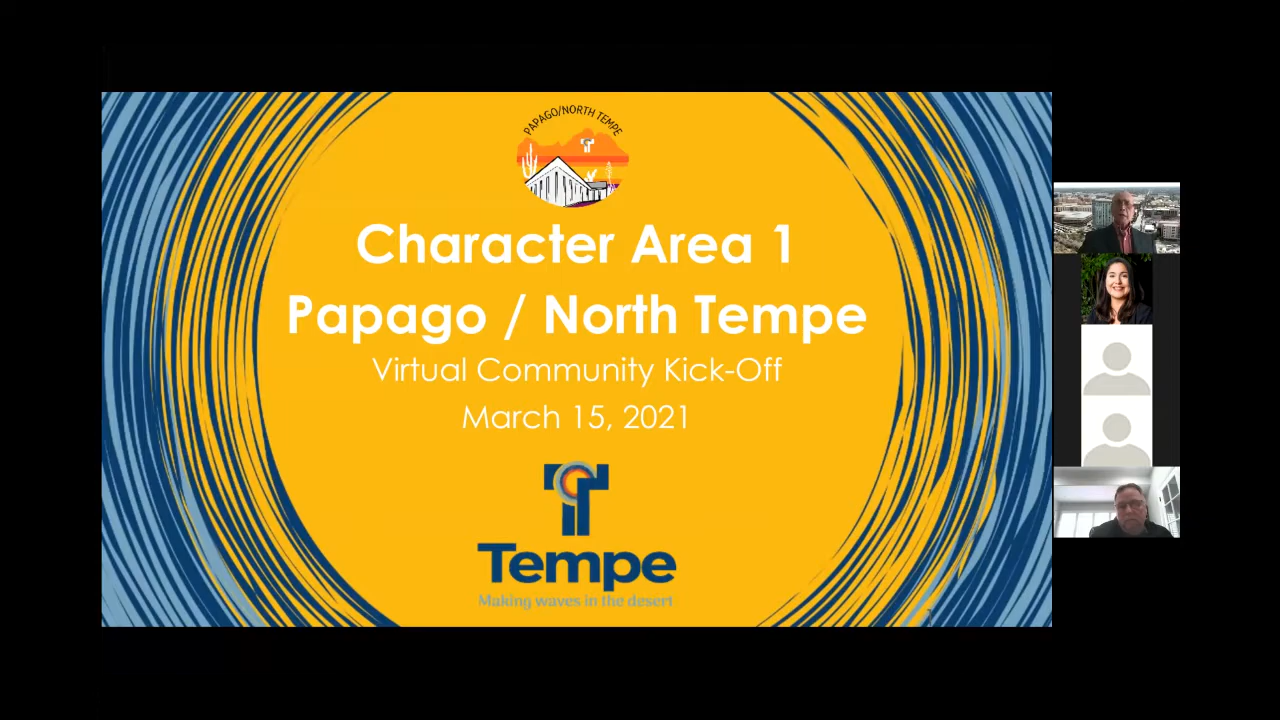 PAPAGO/NORTH TEMPE
Character Area 1
Papago / North Tempe
Virtual Community Kick-Off
March 15, 2021
Tempe
Making waves in the desert